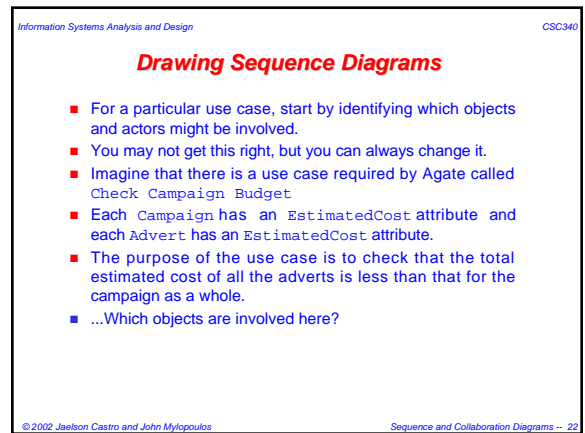 Information Systems Analysis and Design CSC340
Drawing Sequence Diagrams
■ For a particular use case, start by identifying which objects
and actors might be involved.
■ You may not get this right, but you can always change it.
■ Imagine that there is a use case required by Agate called
Check Campaign Budget
■ Each Campaign has an EstimatedCost attribute and
each Advert has an EstimatedCost attribute.
■ The purpose of the use case is to check that the total
estimated cost of all the adverts is less than that for the
campaign as a whole.
■ ...Which objects are involved here?
© 2002 Jaelson Castro and John Mylopoulos Sequence and Collaboration Diagrams -- 22